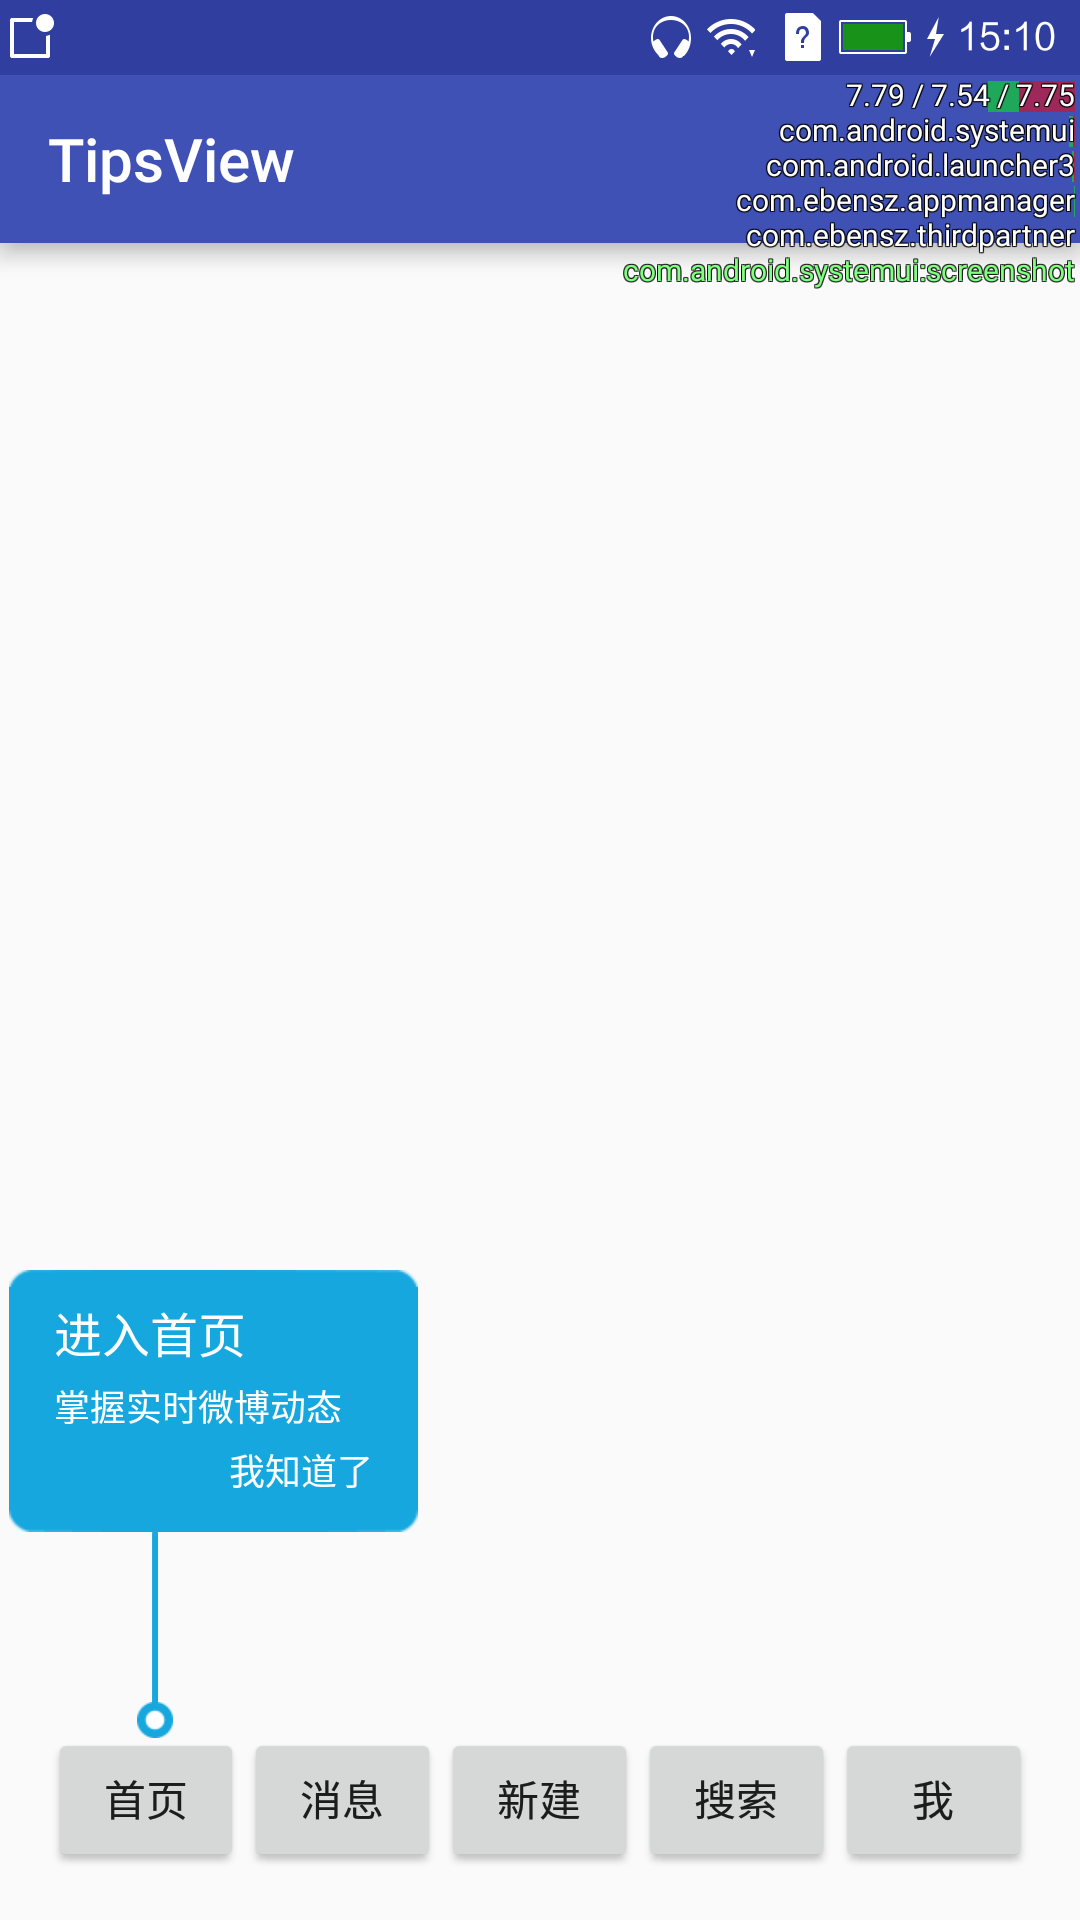 15:10
TipsView
7.79 / 7.54 / 7.75
com.android.systemui
com.android.launcher3
com.ebensz.appmanager
com.ebensz.thirdpartner
com.android.systemui:screenshot
进入首页
掌握实时微博动态
我知道了
首页 消息 新建 搜索 我